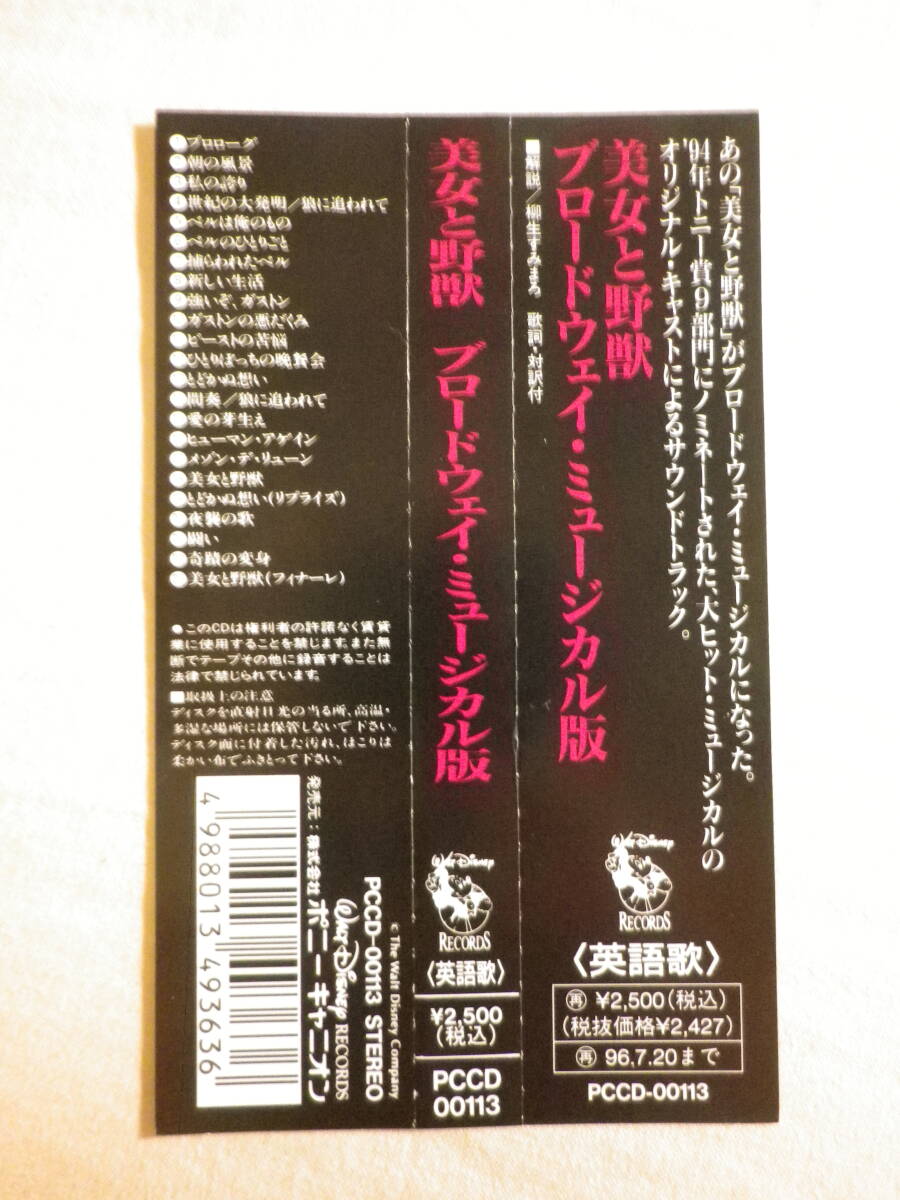 あの「美女と野獣」がブロードウェイ・ミュージカルになった。
'94年トニー賞9部門にノミネートされた、大ヒット・ミュージカルの
オリジナル・キャストによるサウンドトラック。
美女と野獣
ブロードウェイ・ミュージカル版
■解説/柳生すみまろ 歌詞・対訳付
WALT DISNEY
RECORDS
〈英語歌〉
再 ¥2,500(税込)
(税抜価格¥2,427)
再 96.7.20まで
PCCD-00113
美女と野獣 ブロードウェイ・ミュージカル版
WALT DISNEY
RECORDS
〈英語歌〉
¥2,500
(税込)
PCCD
00113
プロローグ
朝の風景
私の誇り
世紀の大発明/狼に追われて
ベルは俺のもの
ベルのひとりごと
捕らわれたベル
新しい生活
強いぞ、ガストン
ガストンの悪だくみ
ビーストの苦悩
ひとりぼっちの晩餐会
とどかぬ想い
間奏/狼に追われて
愛の芽生え
ヒューマン・アゲイン
メゾン・デ・リューン
美女と野獣
とどかぬ想い(リプライズ)
夜襲の歌
闘い
奇蹟の変身
美女と野獣(フィナーレ)
●このCDは権利者の許諾なく賃貸
業に使用することを禁じます。また無
断でテープその他に録音することは
法律で禁じられています。
■取扱上の注意
ディスクを直射日光の当る所、高温・
多湿な場所には保管しないで下さい。
ディスク面に付着した汚れ、ほこりは
柔かい布でふきとって下さい。
© The Walt Disney Company
PCCD-00113 STEREO
WALT DISNEY RECORDS
発売元:株式会社ポニーキャニオン
4 988013 493636